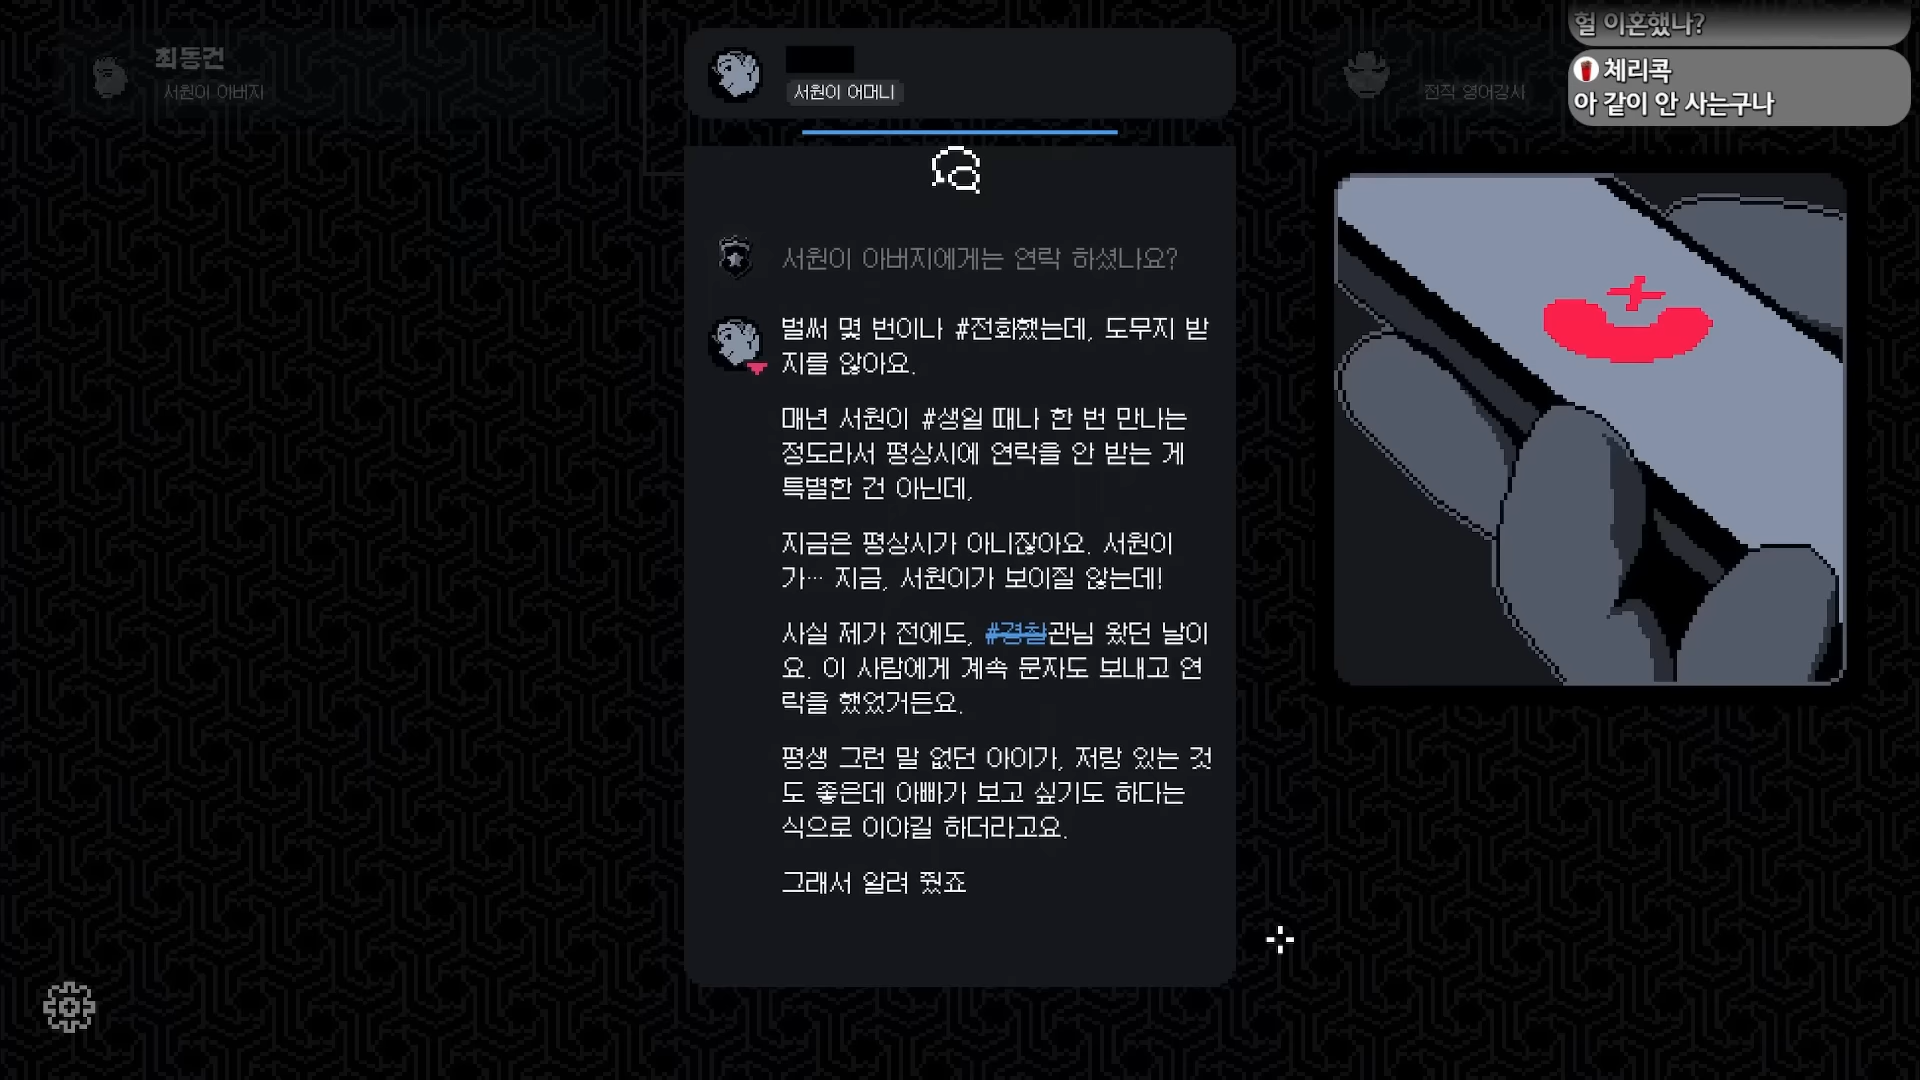 최동건
서원이 아버지
서원이 어머니
전직 영어강사
헐 이혼했나?
체리콕
아 같이 안 사는구나
서원이 아버지에게는 연락 하셨나요?
벌써 몇 번이나 #전화했는데, 도무지 받
지를 않아요.
매년 서원이 #생일 때나 한 번 만나는
정도라서 평상시에 연락을 안 받는 게
특별한 건 아닌데,
지금은 평상시가 아니잖아요. 서원이
가… 지금, 서원이가 보이질 않는데!
사실 제가 전에도, #경찰관님 왔던 날이
요. 이 사람에게 계속 문자도 보내고 연
락을 했었거든요.
평생 그런 말 없던 아이가, 저랑 있는 것
도 좋은데 아빠가 보고 싶기도 하다는
식으로 이야길 하더라고요.
그래서 알려 줬죠